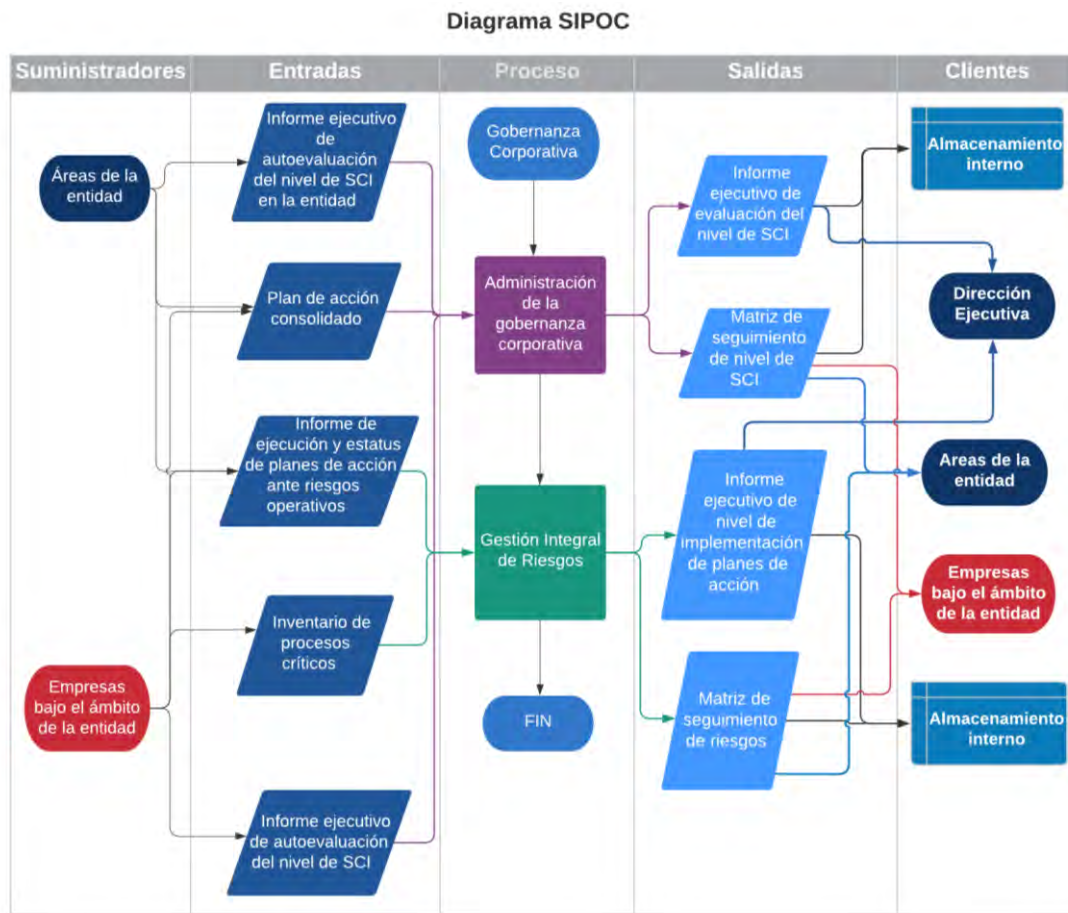 Diagrama SIPOC
Suministradores
Entradas
Proceso
Salidas
Clientes
Áreas de la
entidad
Empresas
bajo el ámbito
de la entidad
Informe ejecutivo
de
autoevaluación
del nivel de SCI
en la entidad
Plan de acción
consolidado
Informe de
ejecución y estatus
de planes de acción
ante riesgos
operativos
Inventario de
procesos
críticos
Informe ejecutivo
de autoevaluación
del nivel de SCI
Gobernanza
Corporativa
Administración
de la
gobernanza
corporativa
Gestión Integral
de Riesgos
FIN
Informe
ejecutivo de
evaluación del
nivel de SCI
Matriz de
seguimiento
de nivel de
SCI
Informe
ejecutivo de
nivel de
implementación
de planes de
acción
Matriz de
seguimiento
de riesgos
Almacenamiento
interno
Dirección
Ejecutiva
Areas de la
entidad
Empresas
bajo el ámbito
de la entidad
Almacenamiento
interno